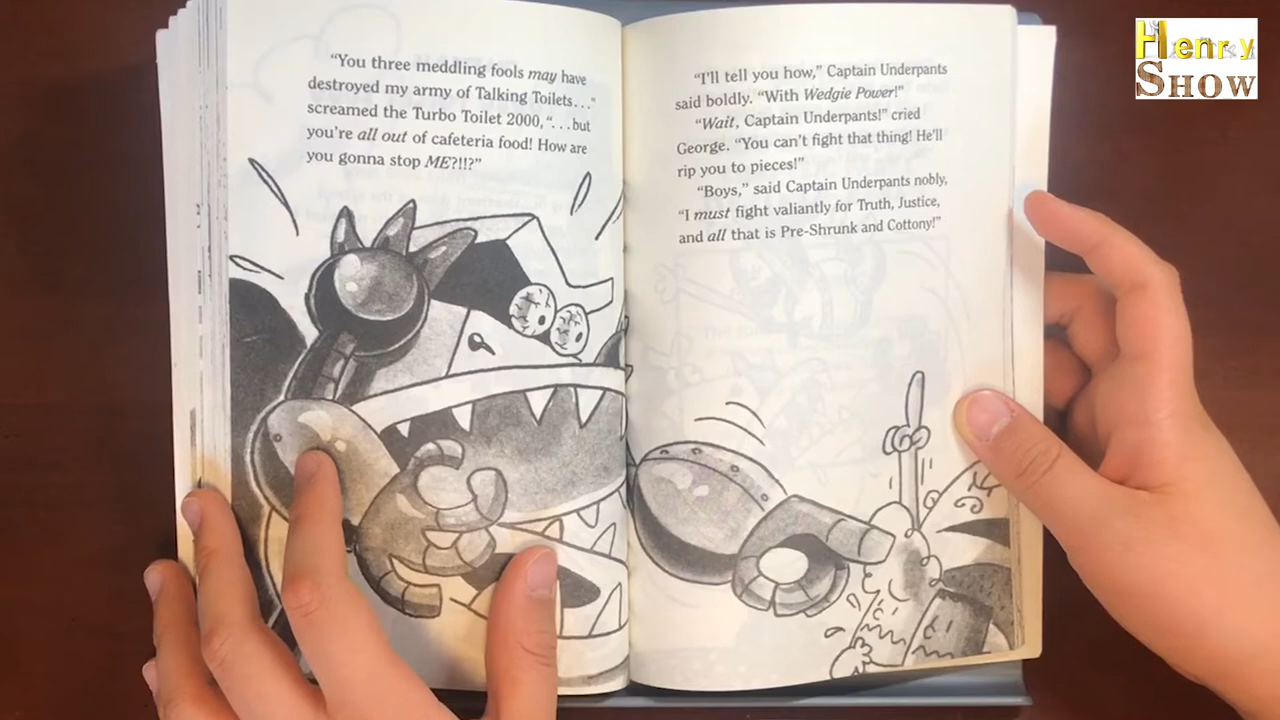 “You three meddling fools may have
destroyed my army of Talking Toilets...”
screamed the Turbo Toilet 2000, “...but
you’re all out of cafeteria food! How are
you gonna stop ME?!!?”
“I’ll tell you how,” Captain Underpants
said boldly. “With Wedgie Power!”
“Wait, Captain Underpants!” cried
George. “You can’t fight that thing! He’ll
rip you to pieces!”
“Boys,” said Captain Underpants nobly,
“I must fight valiantly for Truth, Justice,
and all that is Pre-Shrunk and Cottony!”
Henry
SHOW